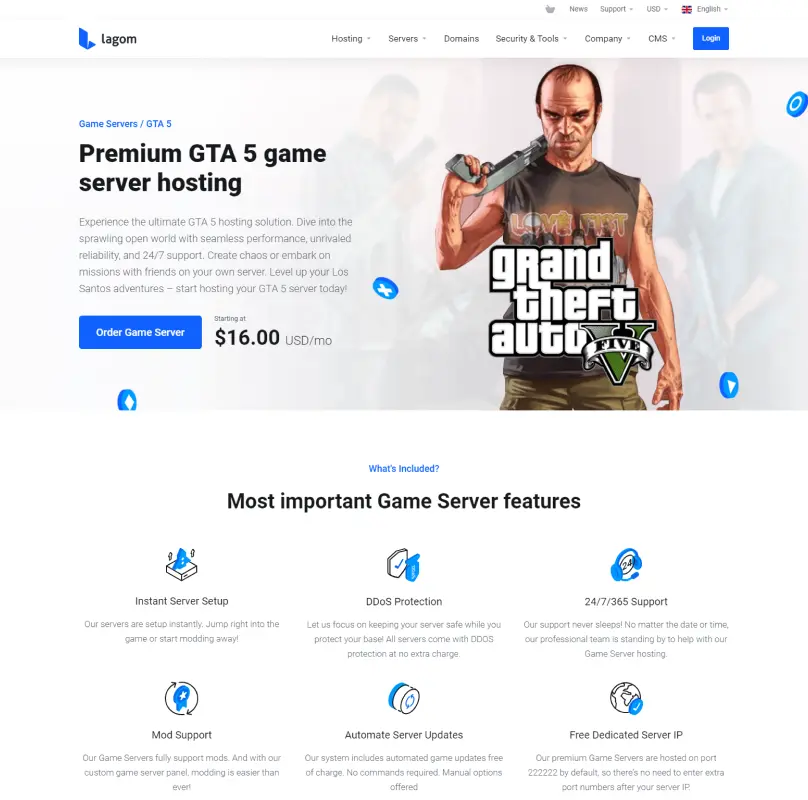 News Support USD English
lagom
Hosting Servers Domains Security & Tools Company CMS Login
Game Servers / GTA 5
Premium GTA 5 game
server hosting
Experience the ultimate GTA 5 hosting solution. Dive into the
sprawling open world with seamless performance, unrivaled
reliability, and 24/7 support. Create chaos or embark on
missions with friends on your own server. Level up your Los
Santos adventures – start hosting your GTA 5 server today!
Order Game Server
Starting at
$16.00 USD/mo
LOVE FIST
grand
theft
auto
V
FIVE
What's Included?
Most important Game Server features
Instant Server Setup
Our servers are setup instantly. Jump right into the
game or start modding away!
DDoS Protection
Let us focus on keeping your server safe while you
protect your base! All servers come with DDOS
protection at no extra charge.
24
24/7/365 Support
Our support never sleeps! No matter the date or time,
our professional team is standing by to help with our
Game Server hosting.
Mod Support
Our Game Servers fully support mods. And with our
custom game server panel, modding is easier than
ever!
Automate Server Updates
Our system includes automated game updates free
of charge. No commands required. Manual options
offered
Free Dedicated Server IP
Our premium Game Servers are hosted on port
222222 by default, so there's no need to enter extra
port numbers after your server IP.